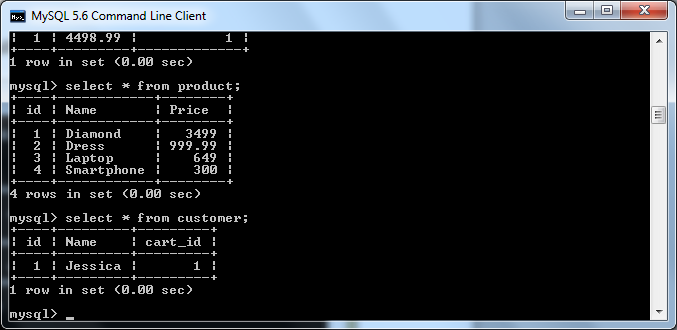 MySQL 5.6 Command Line Client
¦ 1 ¦ 4498.99 ¦ 1 ¦
+----+---------+-------------+
1 row in set (0.00 sec)
mysql> select * from product;
+----+------------+--------+
¦ id ¦ Name ¦ Price ¦
+----+------------+--------+
¦ 1 ¦ Diamond ¦ 3499 ¦
¦ 2 ¦ Dress ¦ 999.99 ¦
¦ 3 ¦ Laptop ¦ 649 ¦
¦ 4 ¦ Smartphone ¦ 300 ¦
+----+------------+--------+
4 rows in set (0.00 sec)
mysql> select * from customer;
+----+---------+---------+
¦ id ¦ Name ¦ cart_id ¦
+----+---------+---------+
¦ 1 ¦ Jessica ¦ 1 ¦
+----+---------+---------+
1 row in set (0.00 sec)
mysql> _